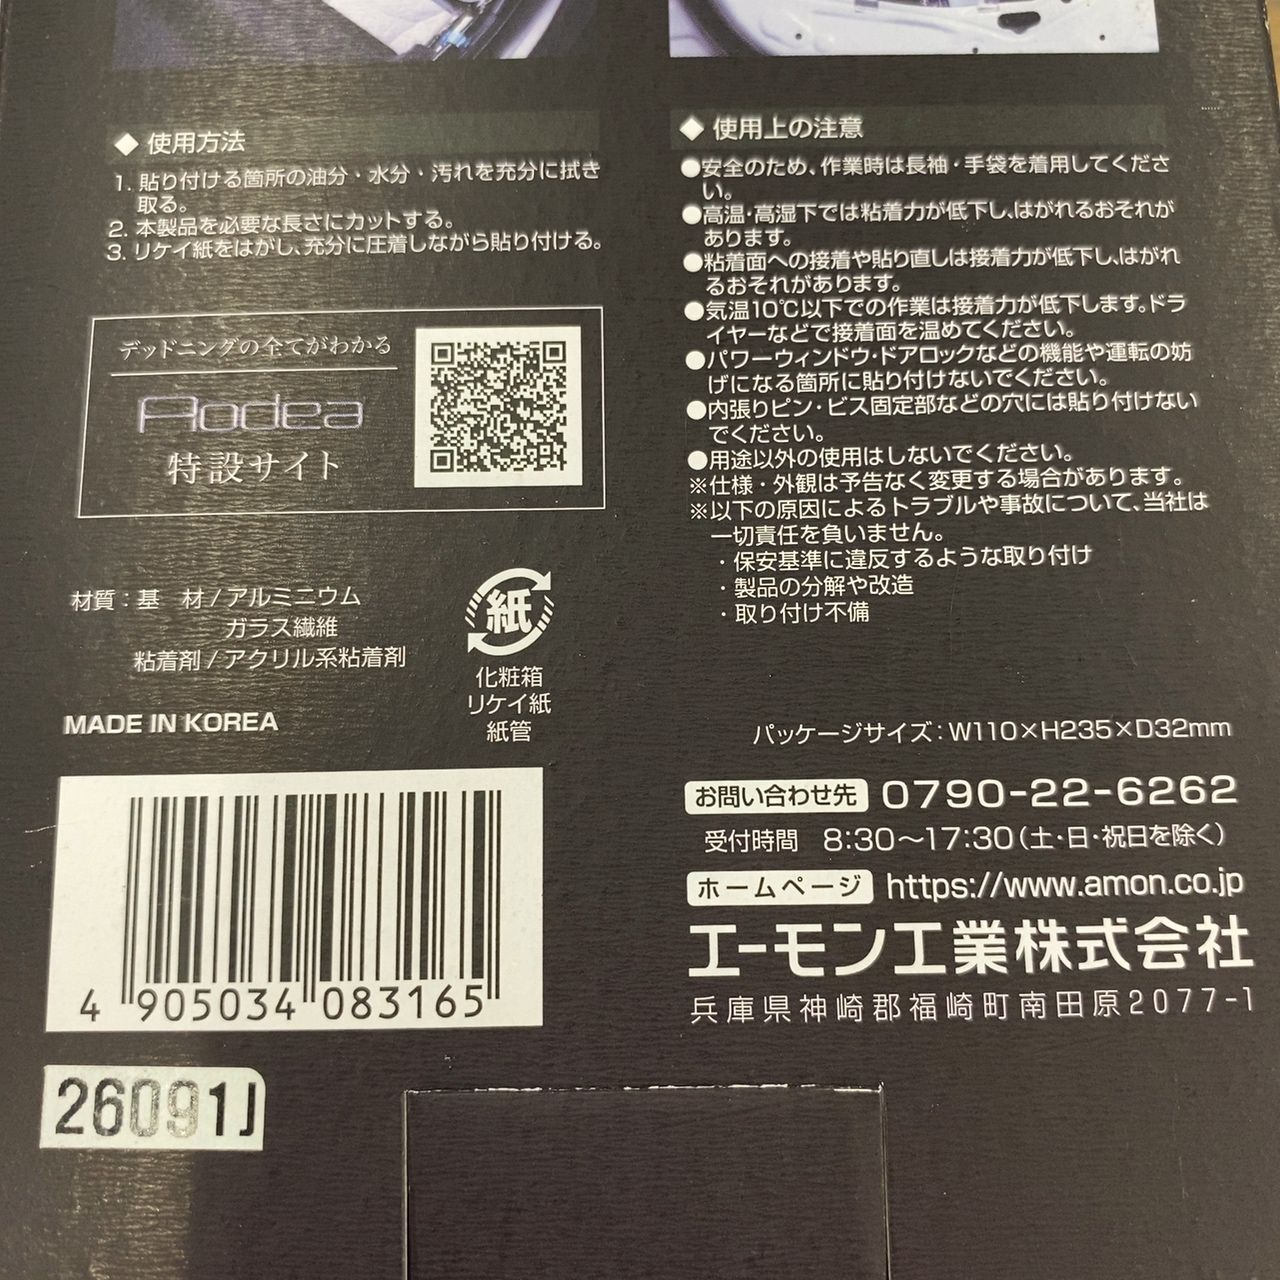 ◆ 使用方法
1. 貼り付ける箇所の油分・水分・汚れを充分に拭き
取る。
2. 本製品を必要な長さにカットする。
3. リケイ紙をはがし、充分に圧着しながら貼り付ける。
デッドニングの全てがわかる
Aodea
特設サイト
材質：基　材/アルミニウム
ガラス繊維
粘着剤/アクリル系粘着剤
紙
化粧箱
リケイ紙
紙管
MADE IN KOREA
4 905034 083165
26091J
◆ 使用上の注意
●安全のため、作業時は長袖・手袋を着用してくださ
い。
●高温・高湿下では粘着力が低下し、はがれるおそれが
あります。
●粘着面への接着や貼り直しは接着力が低下し、はがれ
るおそれがあります。
●気温10℃以下での作業は接着力が低下します。ドラ
イヤーなどで接着面を温めてください。
●パワーウィンドウ・ドアロックなどの機能や運転の妨
げになる箇所に貼り付けないでください。
●内張りピン・ビス固定部などの穴には貼り付けない
でください。
●用途以外の使用はしないでください。
※仕様・外観は予告なく変更する場合があります。
※以下の原因によるトラブルや事故について、当社は
一切責任を負いません。
・保安基準に違反するような取り付け
・製品の分解や改造
・取り付け不備
パッケージサイズ：W110×H235×D32mm
お問い合わせ先 0790-22-6262
受付時間　8:30～17:30（土・日・祝日を除く）
ホームページ https://www.amon.co.jp
エーモン工業株式会社
兵庫県神崎郡福崎町南田原2077-1